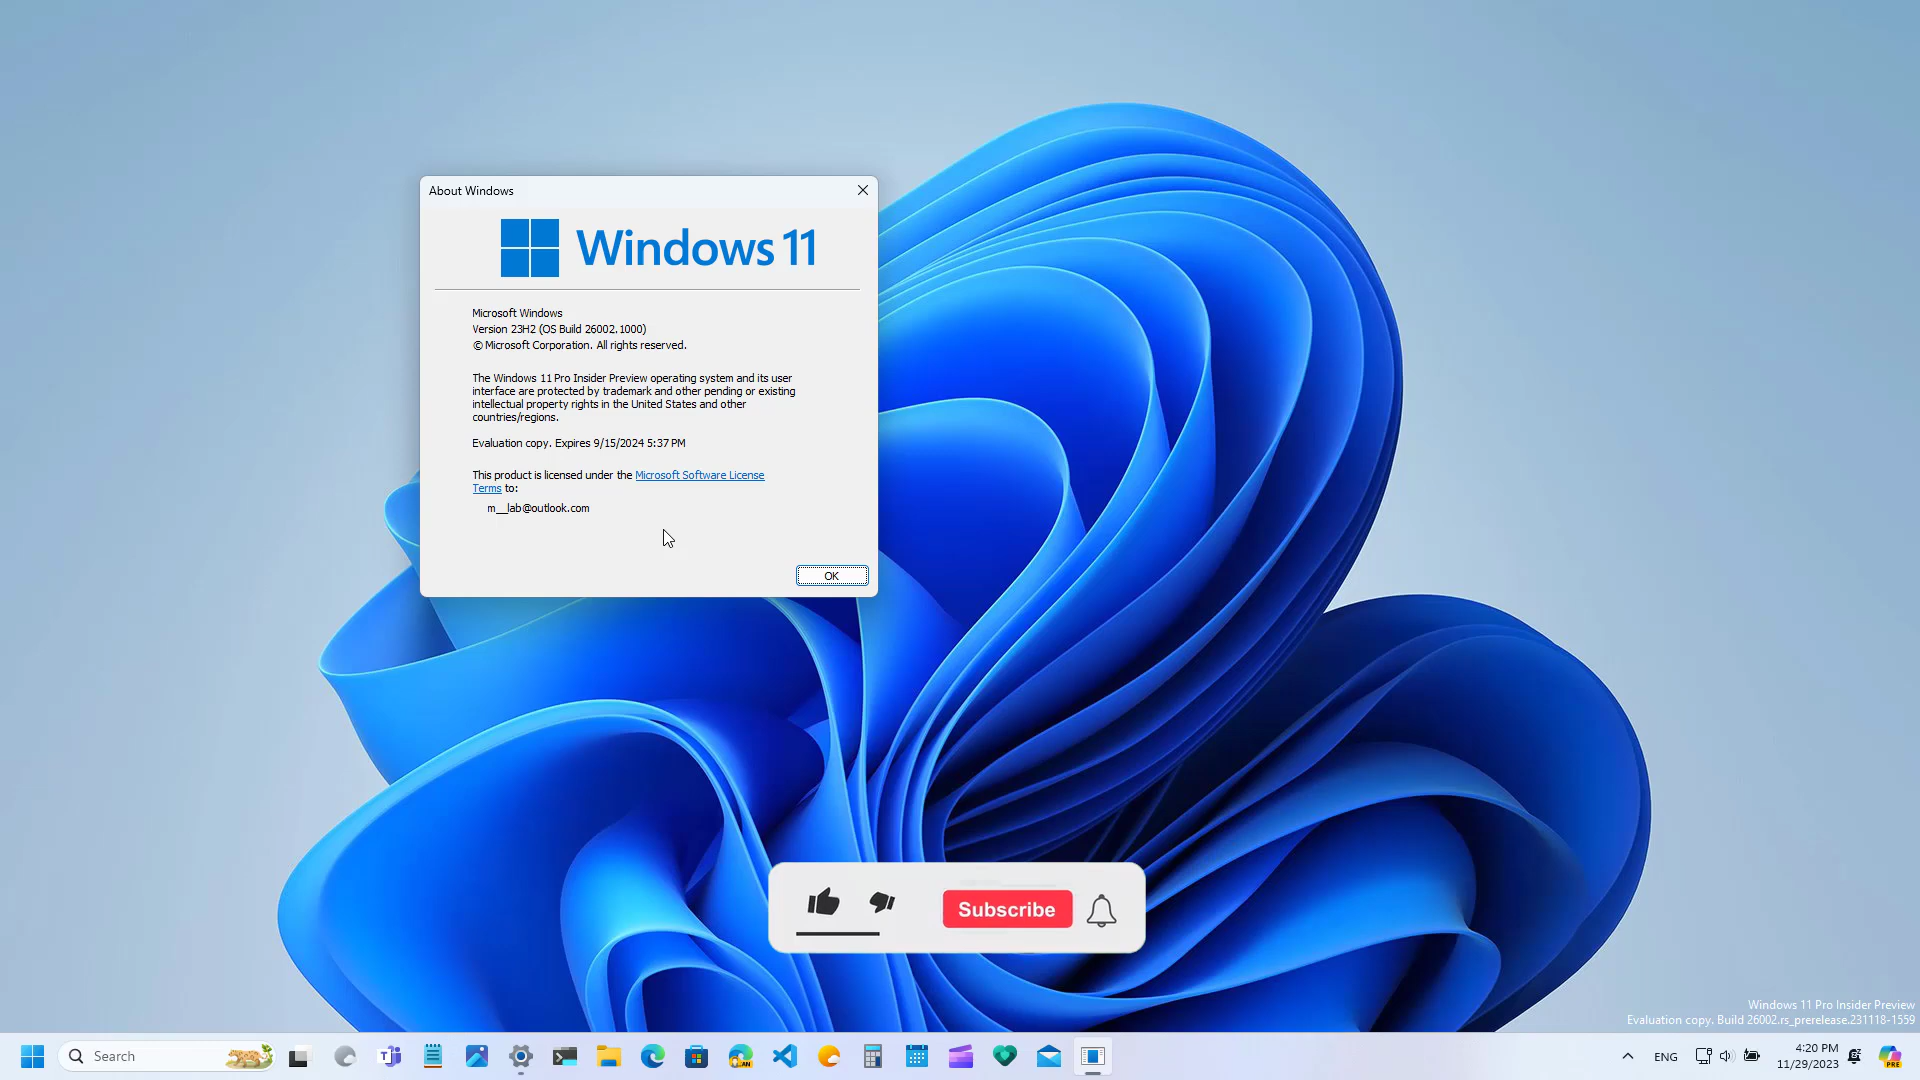 About Windows
Windows 11
Microsoft Windows
Version 23H2 (OS Build 26002.1000)
© Microsoft Corporation. All rights reserved.
The Windows 11 Pro Insider Preview operating system and its user
interface are protected by trademark and other pending or existing
intellectual property rights in the United States and other
countries/regions.
Evaluation copy. Expires 9/15/2024 5:37 PM
This product is licensed under the Microsoft Software License
Terms to:
m__lab@outlook.com
OK
Subscribe
Windows 11 Pro Insider Preview
Evaluation copy. Build 26002.rs_prerelease.231118-1559
Search
ENG
4:20 PM
11/29/2023
PRE